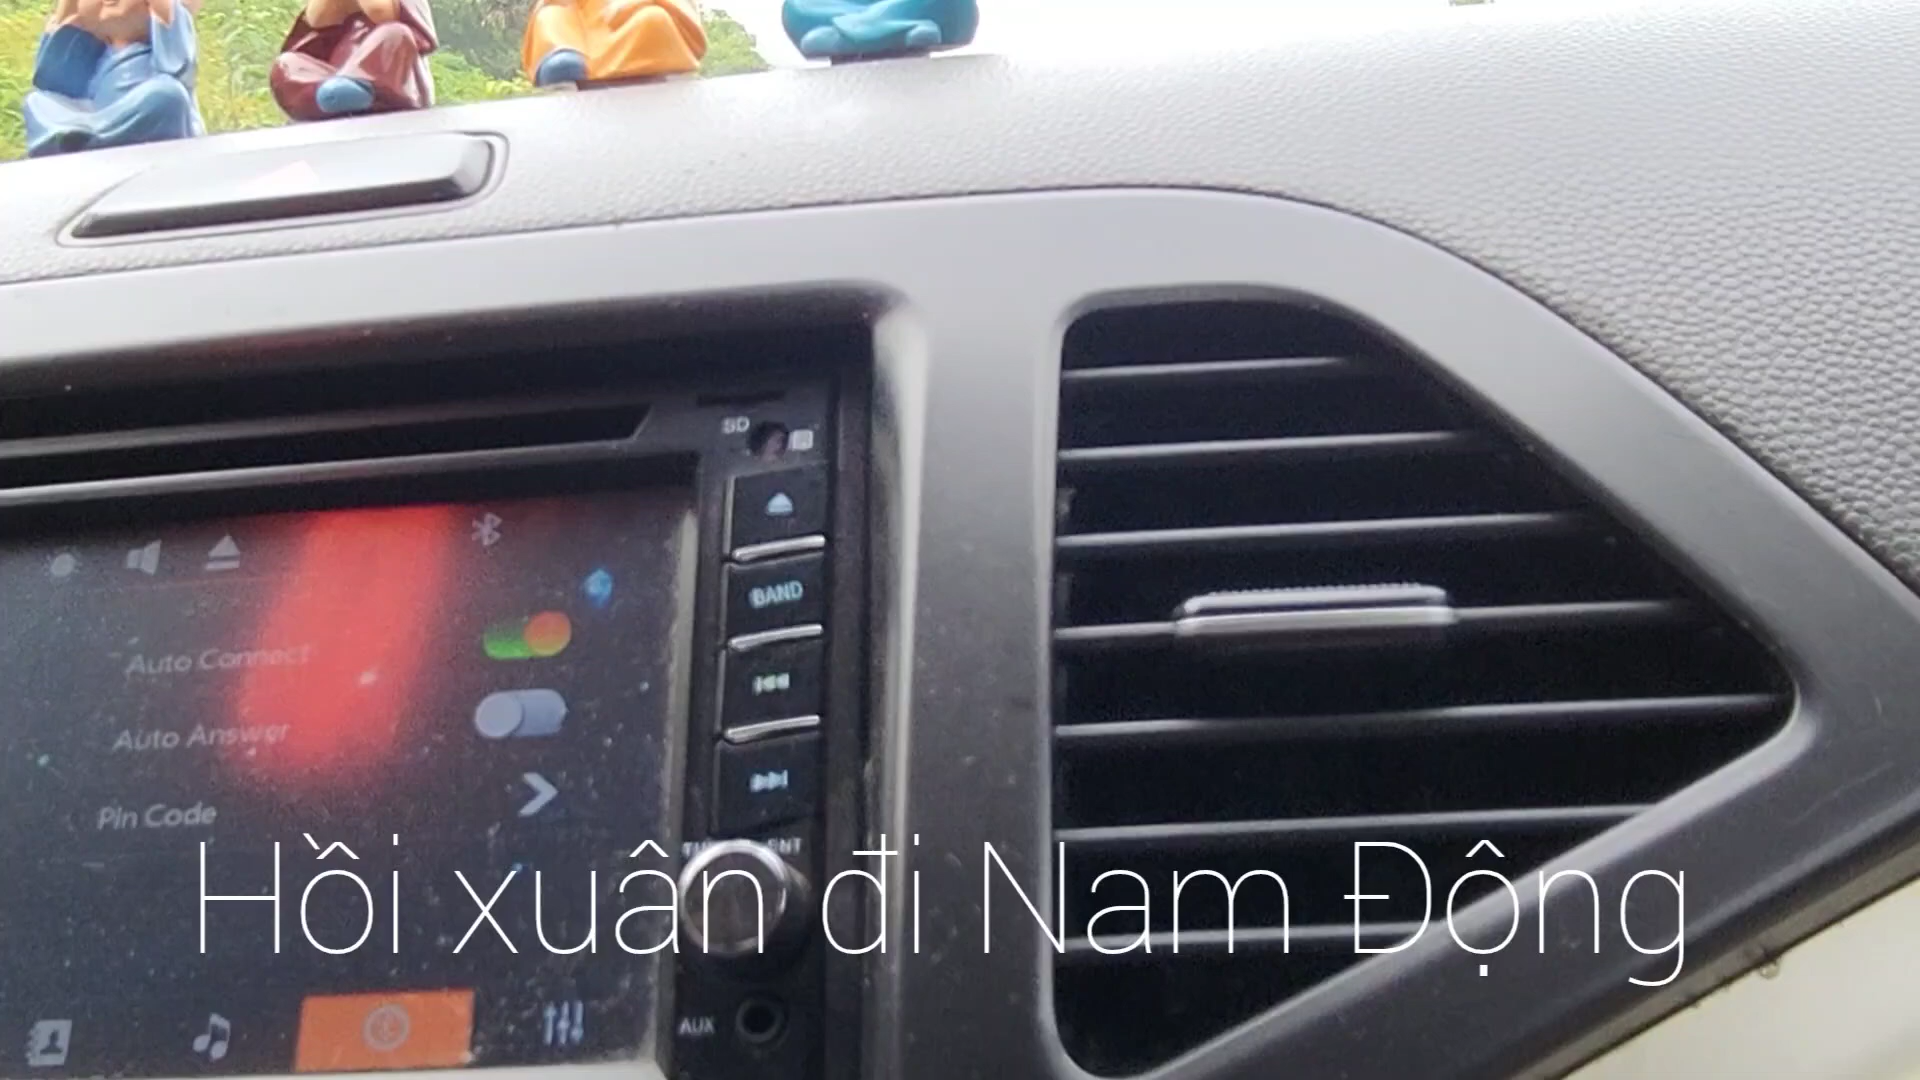 SD
BAND
Auto Connect
Auto Answer
Pin Code
Hồi xuân đi Nam Động
AUX